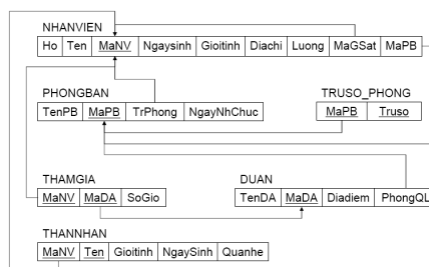 NHANVIEN
Ho Ten MaNV Ngaysinh Gioitinh Diachi Luong MaGSat MaPB
PHONGBAN TRUSO_PHONG
TenPB MaPB TrPhong NgayNhChuc MaPB Truso
THAMGIA DUAN
MaNV MaDA SoGio TenDA MaDA Diadiem PhongQL
THANNHAN
MaNV Ten Gioitinh NgaySinh Quanhe